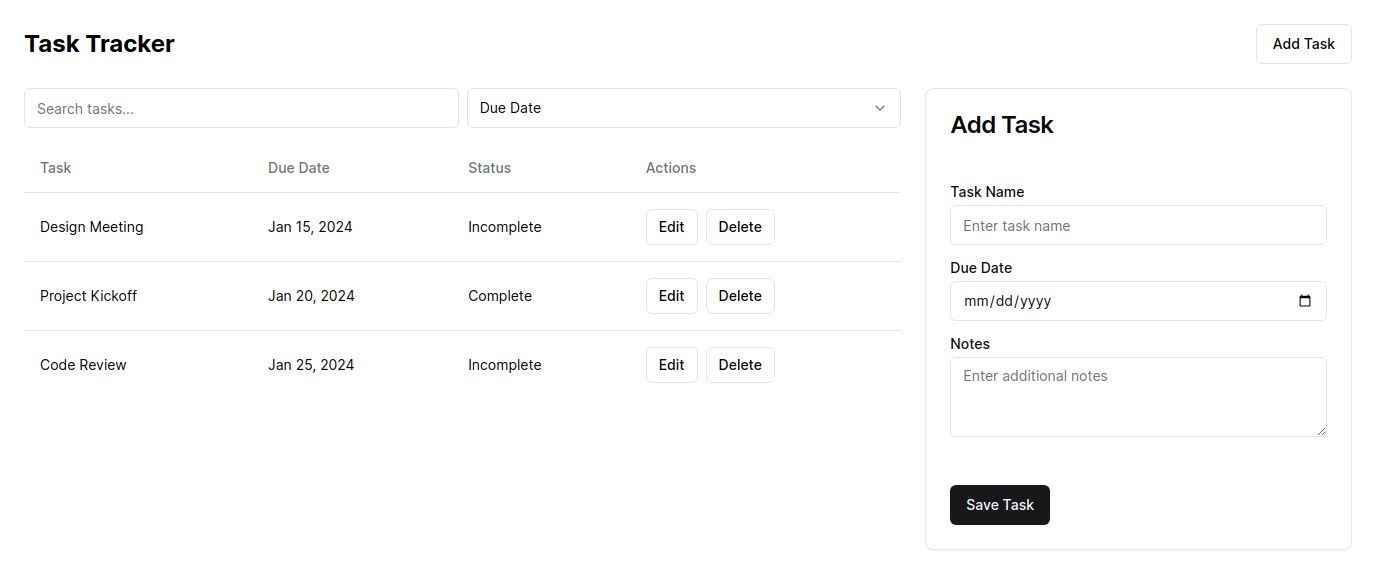 Task Tracker
Add Task
Search tasks...
Due Date
Task Due Date Status Actions
Design Meeting Jan 15, 2024 Incomplete Edit Delete
Project Kickoff Jan 20, 2024 Complete Edit Delete
Code Review Jan 25, 2024 Incomplete Edit Delete
Add Task
Task Name
Enter task name
Due Date
mm/dd/yyyy
Notes
Enter additional notes
Save Task